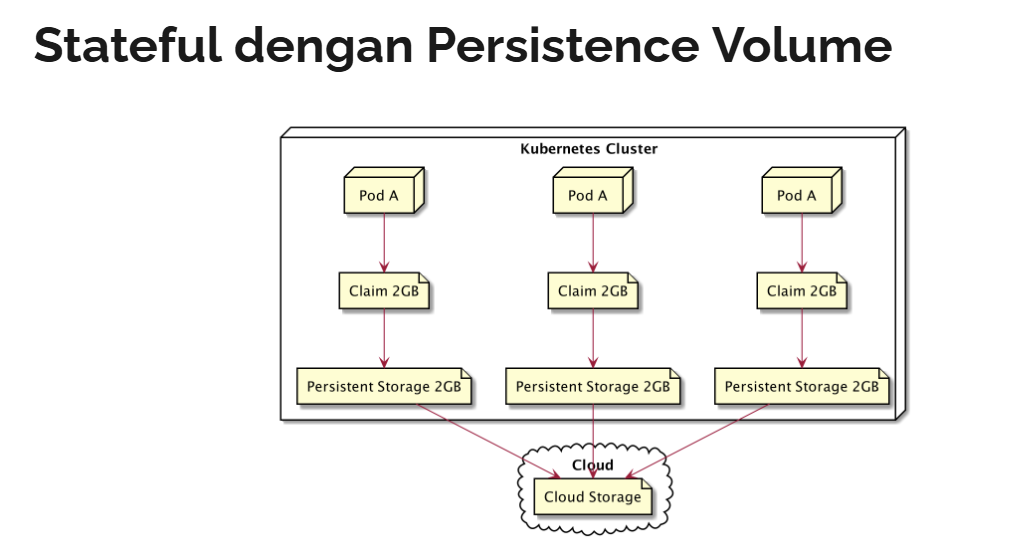 Stateful dengan Persistence Volume
Kubernetes Cluster
Pod A
Pod A
Pod A
Claim 2GB
Claim 2GB
Claim 2GB
Persistent Storage 2GB
Persistent Storage 2GB
Persistent Storage 2GB
Cloud
Cloud Storage